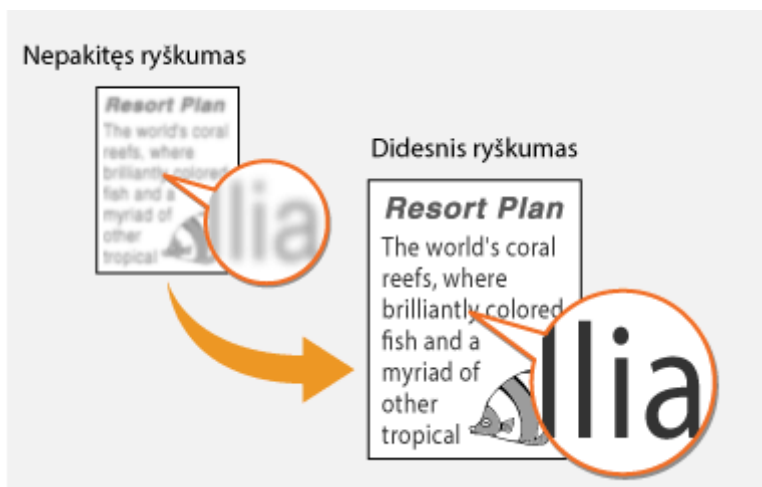 Nepakitęs ryškumas
Resort Plan
The world's coral
reefs, where
brilliantly colored
fish and a
myriad of
other
tropical
llia
Didesnis ryškumas
Resort Plan
The world's coral
reefs, where
brilliantly colored
fish and a
myriad of
other
tropical
llia